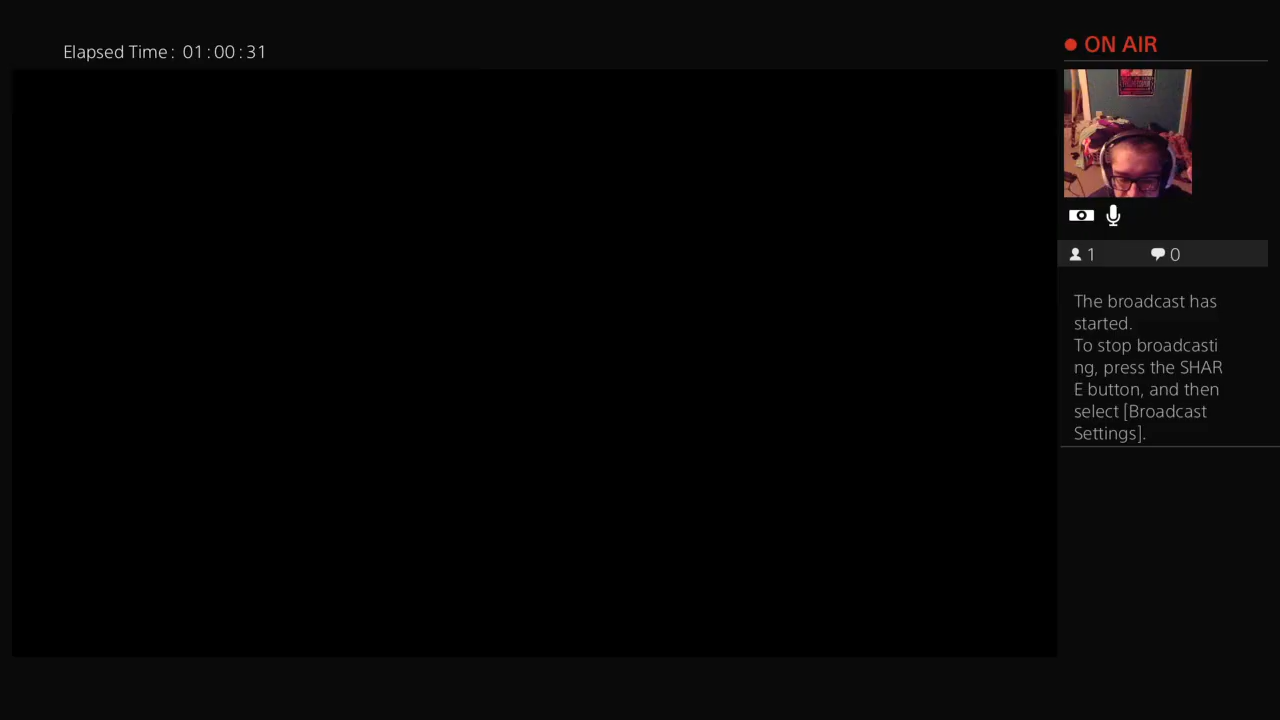 Elapsed Time: 01:00:31
ON AIR
1 0
The broadcast has
started.
To stop broadcasti
ng, press the SHAR
E button, and then
select [Broadcast
Settings].